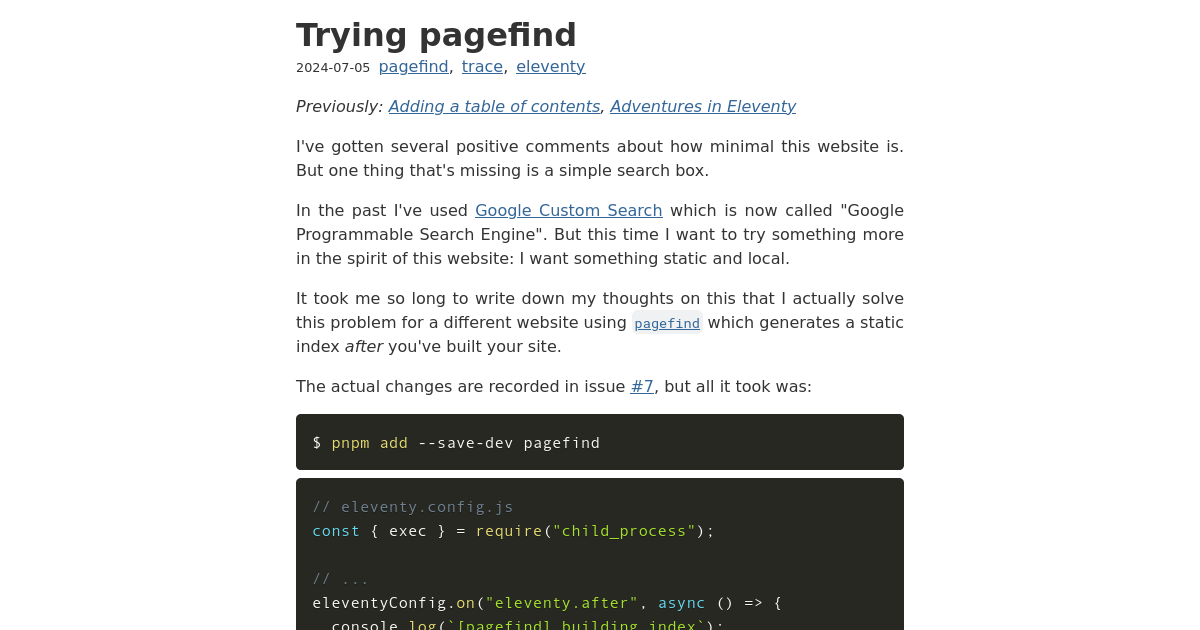 Trying pagefind
2024-07-05 pagefind, trace, eleventy
Previously: Adding a table of contents, Adventures in Eleventy
I've gotten several positive comments about how minimal this website is.
But one thing that's missing is a simple search box.
In the past I've used Google Custom Search which is now called "Google
Programmable Search Engine". But this time I want to try something more
in the spirit of this website: I want something static and local.
It took me so long to write down my thoughts on this that I actually solve
this problem for a different website using pagefind which generates a static
index after you've built your site.
The actual changes are recorded in issue #7, but all it took was:
$ pnpm add --save-dev pagefind
// eleventy.config.js
const { exec } = require("child_process");
// ...
eleventyConfig.on("eleventy.after", async () => {
console.log(`[pagefind] building index`);